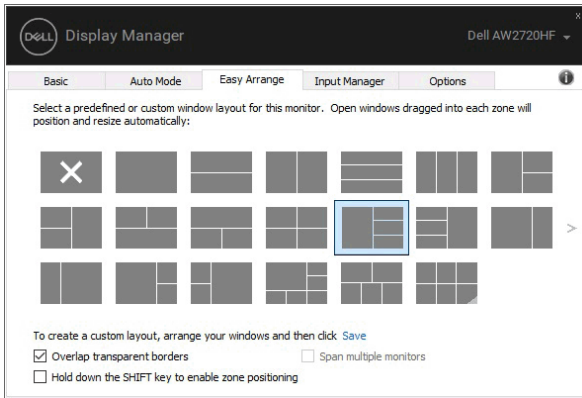 DELL Display Manager
Dell AW2720HF
x
Basic
Auto Mode
Easy Arrange
Input Manager
Options
i
Select a predefined or custom window layout for this monitor. Open windows dragged into each zone will
position and resize automatically:
>
To create a custom layout, arrange your windows and then click Save
Overlap transparent borders
Span multiple monitors
Hold down the SHIFT key to enable zone positioning